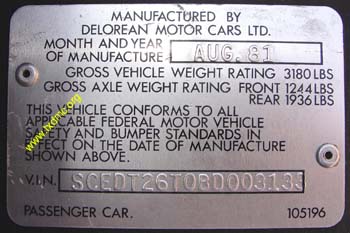 MANUFACTURED BY
DELOREAN MOTOR CARS LTD.
MONTH AND YEAR
OF MANUFACTURE AUG. 81
GROSS VEHICLE WEIGHT RATING 3180 LBS
GROSS AXLE WEIGHT RATING FRONT 1244 LBS
REAR 1936 LBS
THIS VEHICLE CONFORMS TO ALL
APPLICABLE FEDERAL MOTOR VEHICLE
SAFETY AND BUMPER STANDARDS IN
EFFECT ON THE DATE OF MANUFACTURE
SHOWN ABOVE.
V.I.N. SCEDT26T0BD003133
PASSENGER CAR. 105196